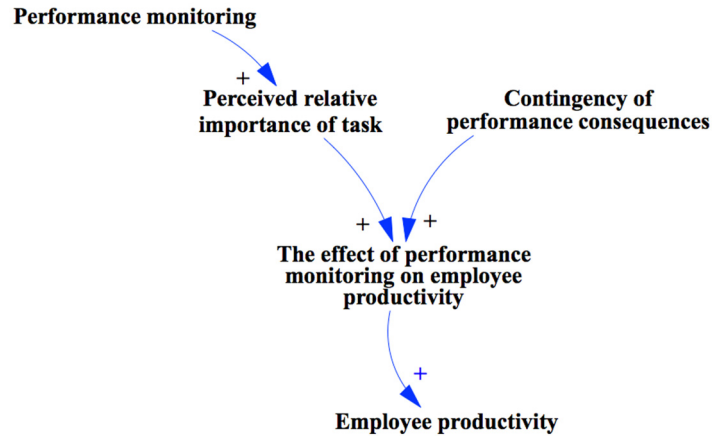 Performance monitoring
+
Perceived relative
importance of task
Contingency of
performance consequences
+
+
The effect of performance
monitoring on employee
productivity
+
Employee productivity